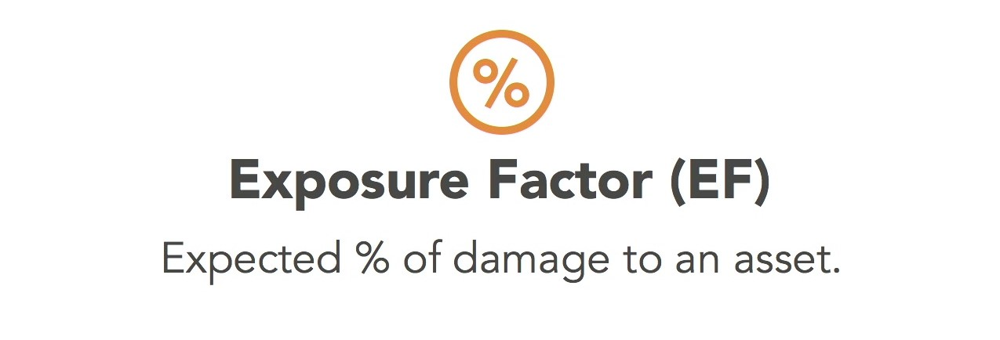 %
Exposure Factor (EF)
Expected % of damage to an asset.